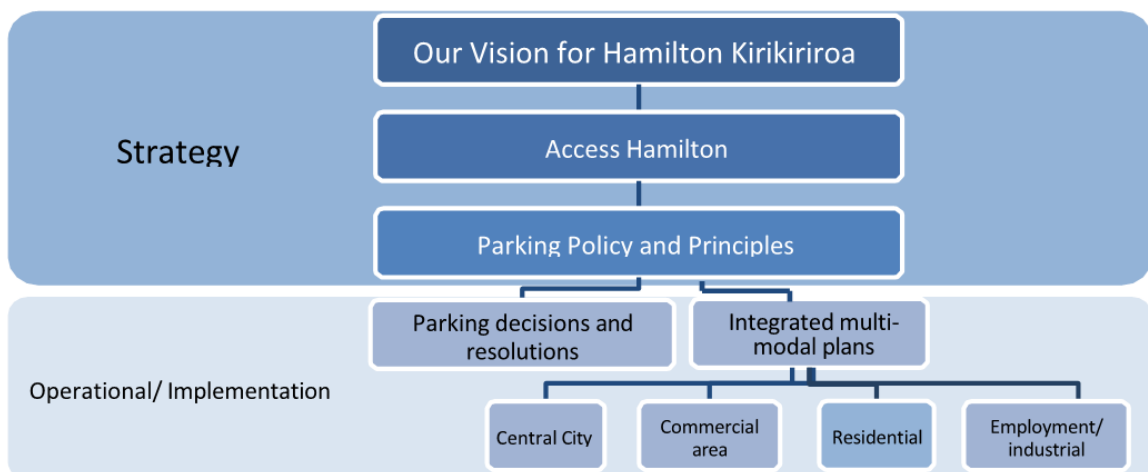 Our Vision for Hamilton Kirikiriroa
Strategy
Access Hamilton
Parking Policy and Principles
Parking decisions and
resolutions
Integrated multi-
modal plans
Operational/ Implementation
Central City
Commercial
area
Residential
Employment/
industrial